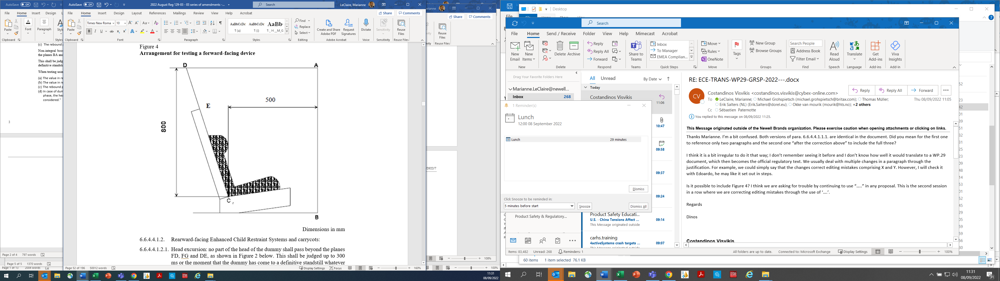 AutoSave Off
File Home Insert Design
Paste Font Paragraph Styles
Clipboard
(c) The rebound p
Non-integral boos
the planes BA and
This shall be judg
definitive standsti
When testing usin
(a) The value in re
(b) The value in re
(c) The rebound p
(d) In case of dum
phase, the hea
considered."
2
Page 2 of 4 797 words
Page 5 of 5 1370 words
Page 1 of 13 2004 words
AutoSave Off 2022 August Reg 129-03 - 03 series of amendments -... Search LeClaire, Marianne
File Home Insert Design Layout References Mailings Review View Help Acrobat Share Comments
Times New Roma 10
Paste
AaBbCcDc AaBbCcDc AaBb
¶ (a) ¶ (i) ¶ _ H __M_G
Find
Replace
Select
Create and Share Adobe PDF
Request Signatures
Dictate
Sensitivity
Reuse Files
Clipboard Font Paragraph Styles Editing Adobe Acrobat Voice Sensitivity Reuse Files
Figure 4
Arrangement for testing a forward-facing device
D A
E 500
800
C r
B
Dimensions in mm
6.6.4.4.1.2. Rearward-facing Enhanced Child Restraint Systems and carrycots:
6.6.4.4.1.2.1. Head excursion: no part of the head of the dummy shall pass beyond the planes
FD, FG and DE, as shown in Figure 2 below. This shall be judged up to 300
ms or the moment that the dummy has come to a definitive standstill whatever
Page 52 of 196 50012 words Display Settings Focus 160%
arianne
Share Comments
Reuse Files
Reuse Files
/2022/7
108%
100%
11:31
08/09/2022
Desktop
File
Search
File Home Send / Receive Folder View Help Mimecast Acrobat
New Email
New Items
Delete Archive
Reply
Reply All
Forward
Share to Teams
Inbox
To Manager
EMEA Complian...
Move
Rules
OneNote
Tags
New Group
Browse Groups
Search People
Address Book
Filter Email
Read Aloud
Translate
Get Add-ins
Viva Insights
New Delete Respond Teams Quick Steps Move Groups Find Speech Language Add-ins Add-in
Drag Your Favorite Folders Here
Marianne.LeClaire@newell...
Inbox 268
All Unread By Date
Today
Costandinos Visvikis
11:06
10:47
09:58
09:37
09:24
1 Reminder(s)
Lunch
12:00 08 September 2022
Lunch 29 minutes
Dismiss
Click Snooze to be reminded in:
5 minutes before start Snooze Dismiss All
Product Safety & Regulatory...
Product Safety Educati...
U.S. - China Tensions Affect ... 09:14
This Message originated outside
carhs.training
4activeSystems crash targets ... 09:07
This Message originated outside
RE: ECE-TRANS-WP29-GRSP-2022---.docx
CV
Costandinos Visvikis <costandinos.visvikis@cybex-online.com>
Reply Reply All Forward
To LeClaire, Marianne; Michael Grohspietsch (michael.grohspietsch@britax.com); Thomas Müller; Thu 08/09/2022 11:05
Erik Salters (NL) (Erik.Salters@dorel.eu); Okke van mourik (mourik@hts.no); +2 others
Cc Sébastien Paternotte
You replied to this message on 08/09/2022 11:25.
This Message originated outside of the Newell Brands organization. Please exercise caution when opening attachments or clicking on links.
Thanks Marianne. I'm a bit confused. Both versions of para. 6.6.4.4.1.1.1. are identical in the document. Did you mean for the first one
to reference only two paragraphs and the second one "after the correction above" to include the full three?
I think it is a bit irregular to do it that way; I don't remember seeing it before and I don't know how well it would translate to a WP.29
document, which then becomes the official regulatory text. We usually deal with multiple changes in a paragraph through the
justification. For example, we could simply say that the changes correct editing mistakes comprising X and Y. However, I will check it
with Edoardo, he may like it set out in steps.
Is it possible to include Figure 4? I think we are asking for trouble by continuing to use "....." in any proposal. This is the second session
in a row where we are correcting editing mistakes through the use of '....'.
Regards
Dinos
Costandinos Visvikis
Items: 83,482 Unread: 268 Reminders: 1 All folders are up to date. Connected to: Microsoft Exchange Display Settings 100%
60 items 1 item selected 76.1 KB
11:31
08/09/2022
31